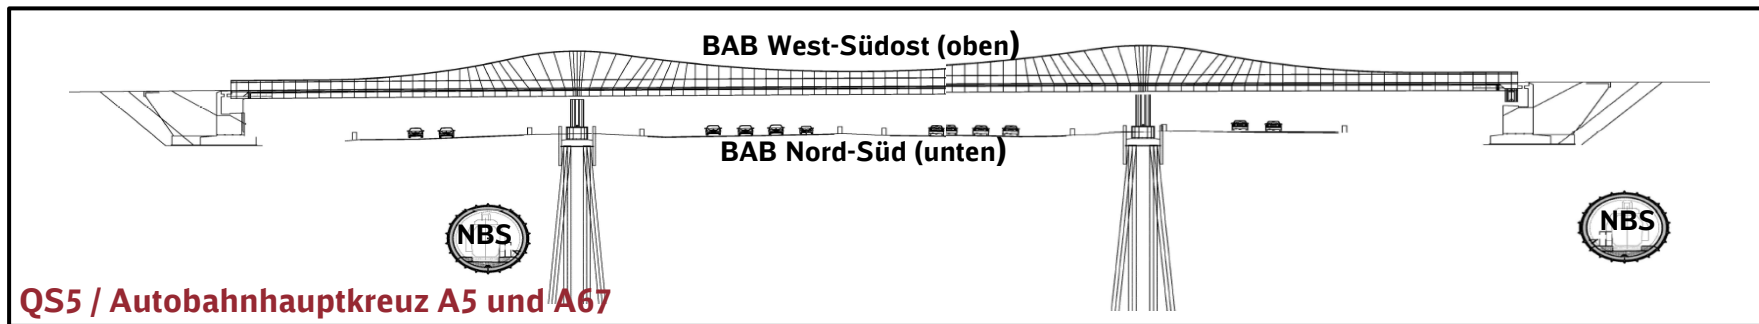 BAB West-Südost (oben)
BAB Nord-Süd (unten)
NBS
NBS
QS5 / Autobahnhauptkreuz A5 und A67